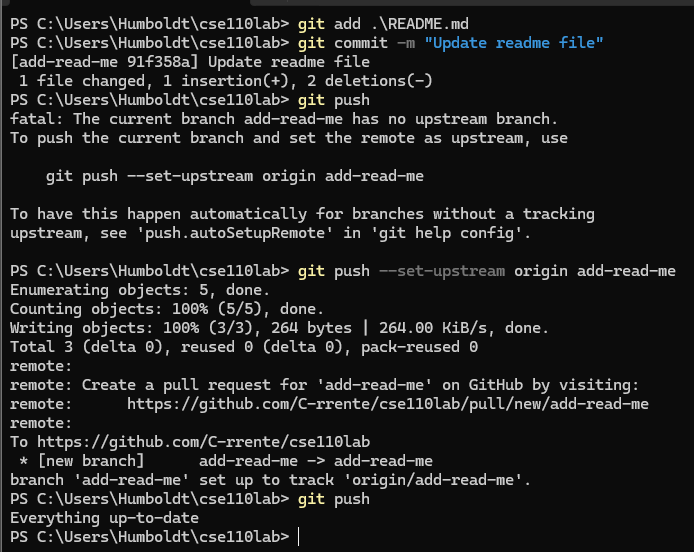 PS C:\Users\Humboldt\cse110lab> git add .\README.md
PS C:\Users\Humboldt\cse110lab> git commit -m "Update readme file"
[add-read-me 91f358a] Update readme file
 1 file changed, 1 insertion(+), 2 deletions(-)
PS C:\Users\Humboldt\cse110lab> git push
fatal: The current branch add-read-me has no upstream branch.
To push the current branch and set the remote as upstream, use

    git push --set-upstream origin add-read-me

To have this happen automatically for branches without a tracking
upstream, see 'push.autoSetupRemote' in 'git help config'.

PS C:\Users\Humboldt\cse110lab> git push --set-upstream origin add-read-me
Enumerating objects: 5, done.
Counting objects: 100% (5/5), done.
Writing objects: 100% (3/3), 264 bytes | 264.00 KiB/s, done.
Total 3 (delta 0), reused 0 (delta 0), pack-reused 0
remote:
remote: Create a pull request for 'add-read-me' on GitHub by visiting:
remote:      https://github.com/C-rrente/cse110lab/pull/new/add-read-me
remote:
To https://github.com/C-rrente/cse110lab
 * [new branch]      add-read-me -> add-read-me
branch 'add-read-me' set up to track 'origin/add-read-me'.
PS C:\Users\Humboldt\cse110lab> git push
Everything up-to-date
PS C:\Users\Humboldt\cse110lab>